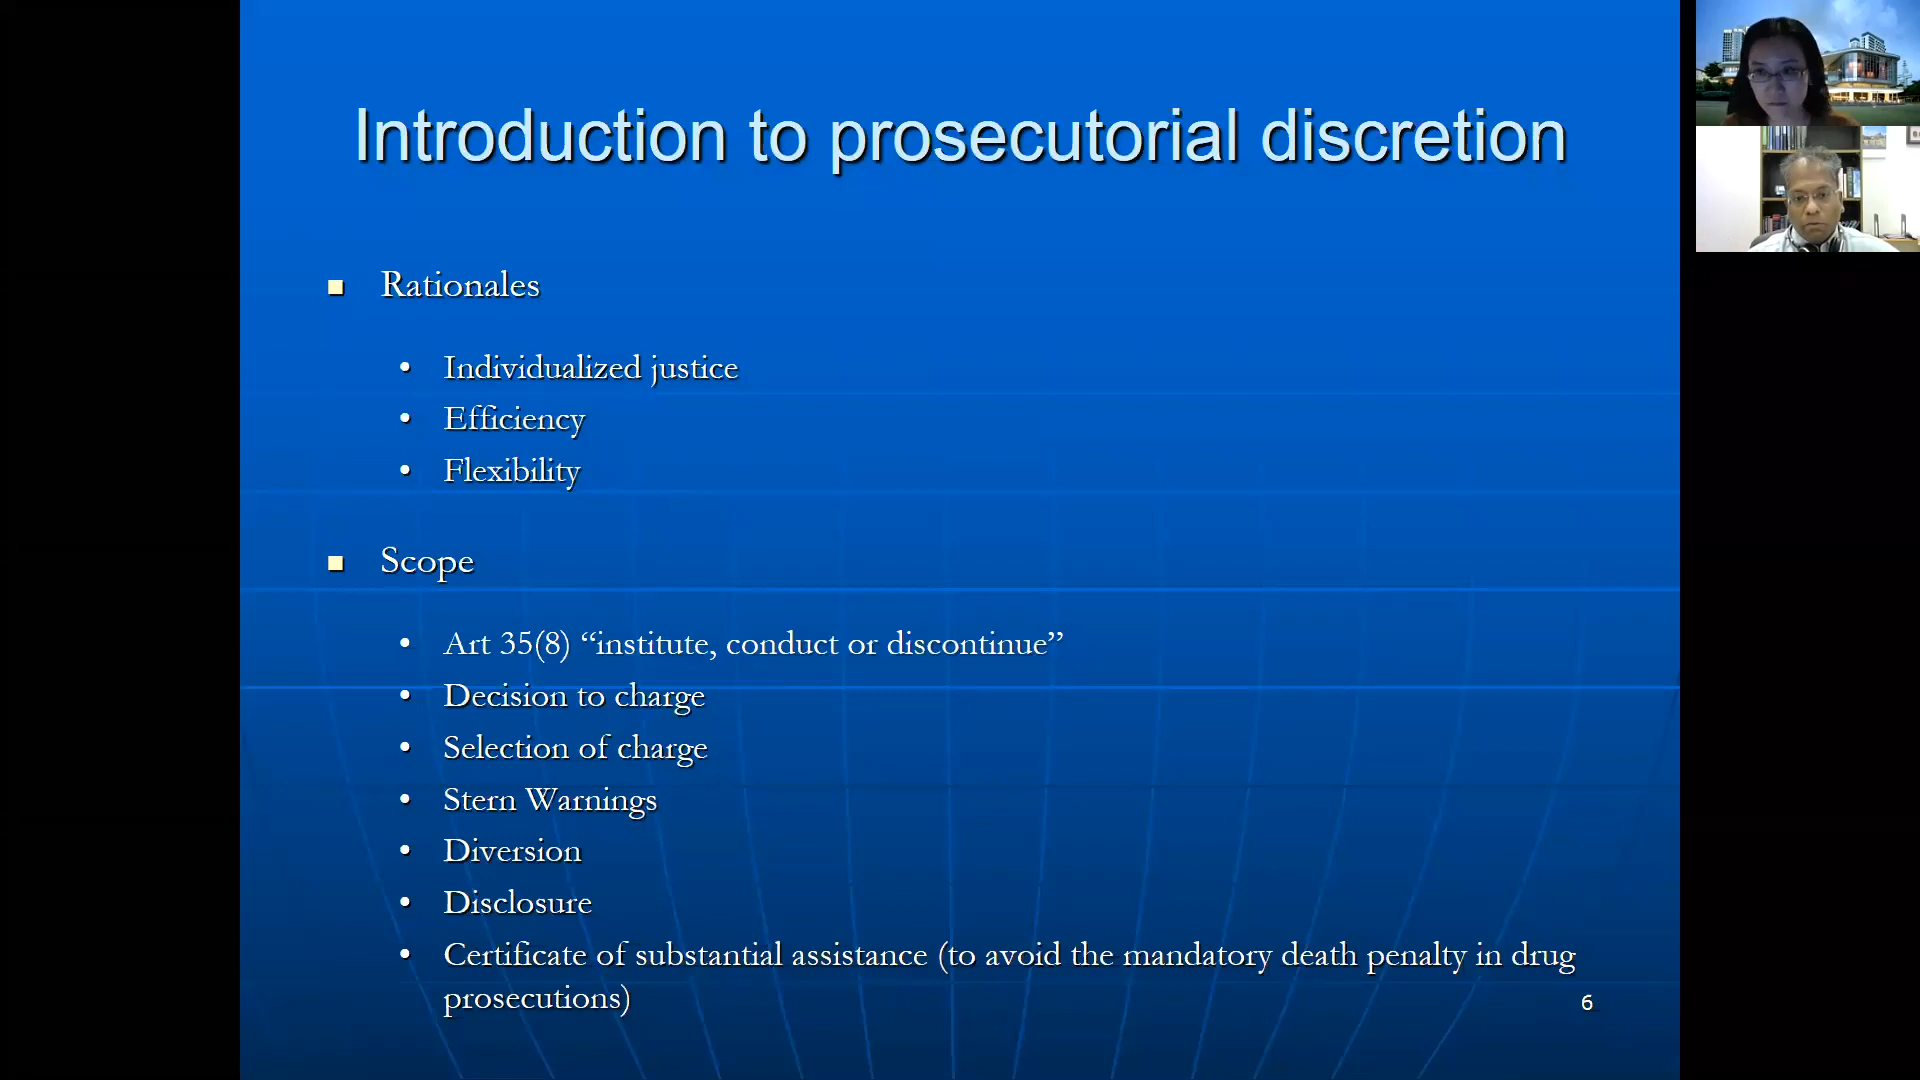 Introduction to prosecutorial discretion
Rationales
• Individualized justice
• Efficiency
• Flexibility
Scope
• Art 35(8) “institute, conduct or discontinue”
• Decision to charge
• Selection of charge
• Stern Warnings
• Diversion
• Disclosure
• Certificate of substantial assistance (to avoid the mandatory death penalty in drug
prosecutions)
6